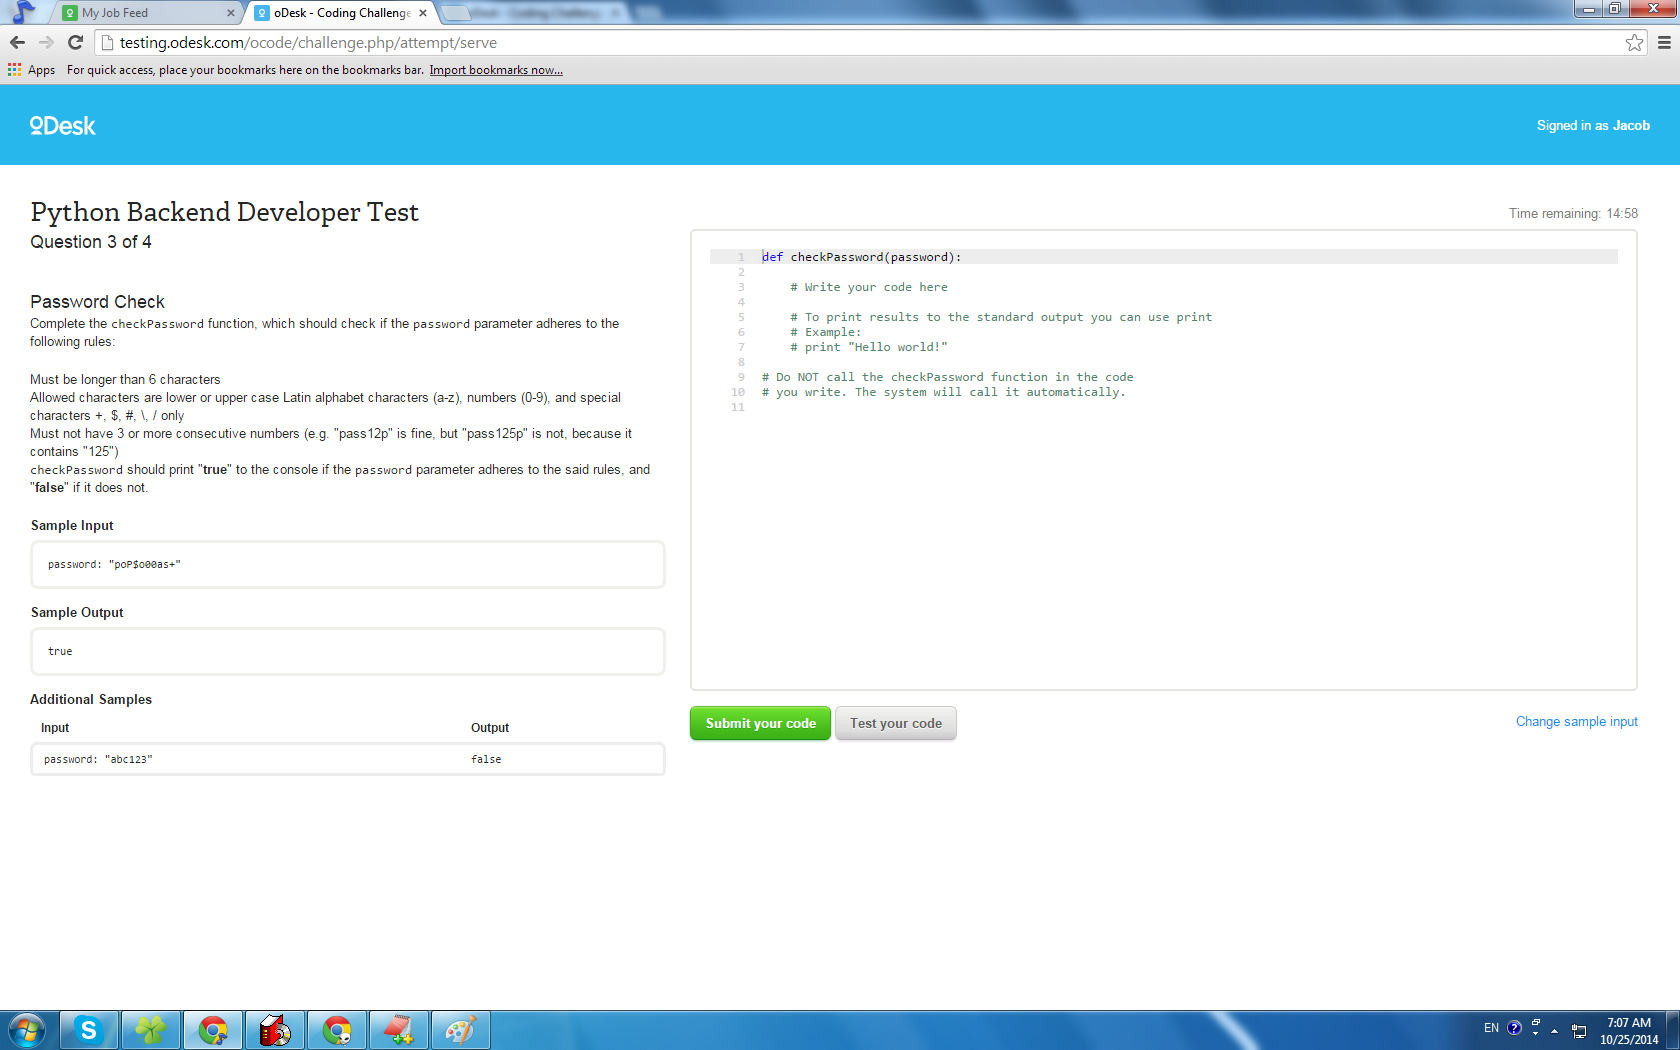 My Job Feed
oDesk - Coding Challenge
testing.odesk.com/ocode/challenge.php/attempt/serve
Apps For quick access, place your bookmarks here on the bookmarks bar. Import bookmarks now...
oDesk
Signed in as Jacob
Python Backend Developer Test
Question 3 of 4
Time remaining: 14:58
Password Check
Complete the checkPassword function, which should check if the password parameter adheres to the
following rules:
Must be longer than 6 characters
Allowed characters are lower or upper case Latin alphabet characters (a-z), numbers (0-9), and special
characters +, $, #, \, / only
Must not have 3 or more consecutive numbers (e.g. "pass12p" is fine, but "pass125p" is not, because it
contains "125")
checkPassword should print "true" to the console if the password parameter adheres to the said rules, and
"false" if it does not.
Sample Input
password: "poP$o00as+"
Sample Output
true
Additional Samples
Input Output
password: "abc123" false
1 def checkPassword(password):
2
3 # Write your code here
4
5 # To print results to the standard output you can use print
6 # Example:
7 # print "Hello world!"
8
9 # Do NOT call the checkPassword function in the code
10 # you write. The system will call it automatically.
11
Submit your code Test your code
Change sample input
EN
7:07 AM
10/25/2014